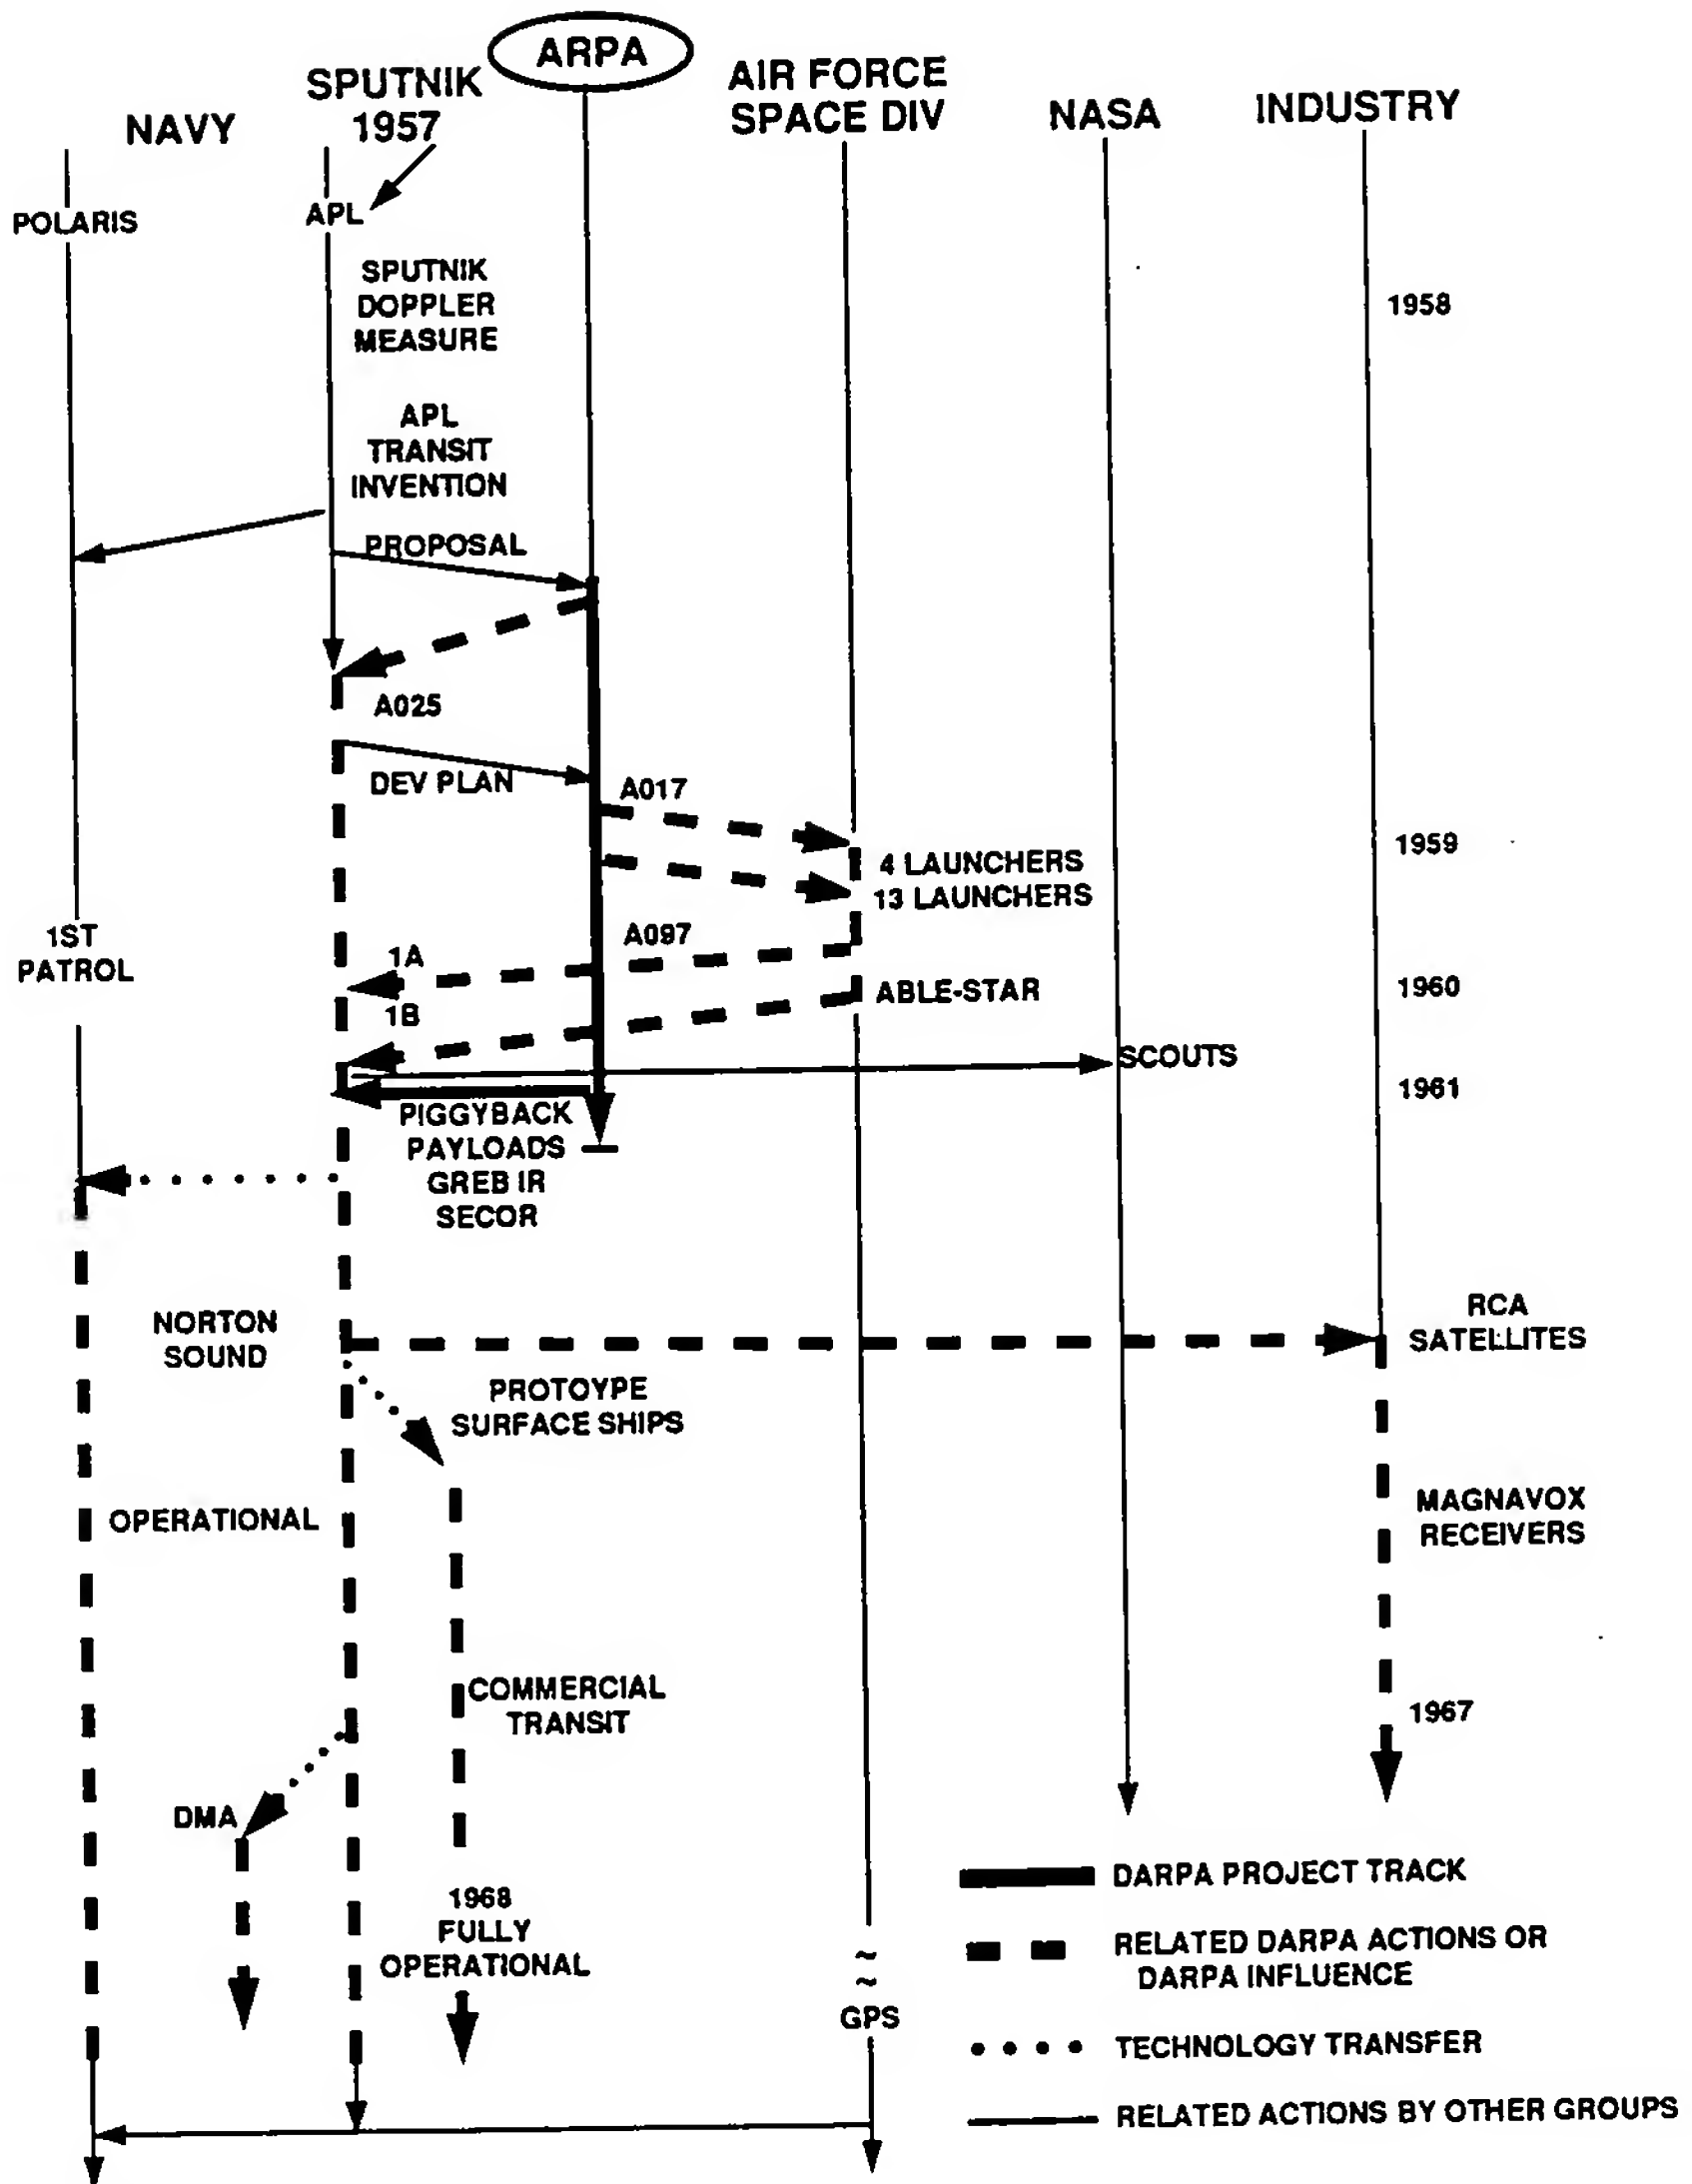 ARPA
SPUTNIK
1957
NAVY
AIR FORCE
SPACE DIV
NASA
INDUSTRY
POLARIS
APL
SPUTNIK
DOPPLER
MEASURE
1958
APL
TRANSIT
INVENTION
PROPOSAL
A025
DEV PLAN
A017
1959
4 LAUNCHERS
13 LAUNCHERS
1ST
PATROL
A097
1A
1B
ABLE-STAR
1960
SCOUTS
1961
PIGGYBACK
PAYLOADS
GREB IR
SECOR
NORTON
SOUND
RCA
SATELLITES
PROTOYPE
SURFACE SHIPS
OPERATIONAL
MAGNAVOX
RECEIVERS
COMMERCIAL
TRANSIT
1967
DMA
1968
FULLY
OPERATIONAL
~
~
GPS
DARPA PROJECT TRACK
RELATED DARPA ACTIONS OR
DARPA INFLUENCE
TECHNOLOGY TRANSFER
RELATED ACTIONS BY OTHER GROUPS